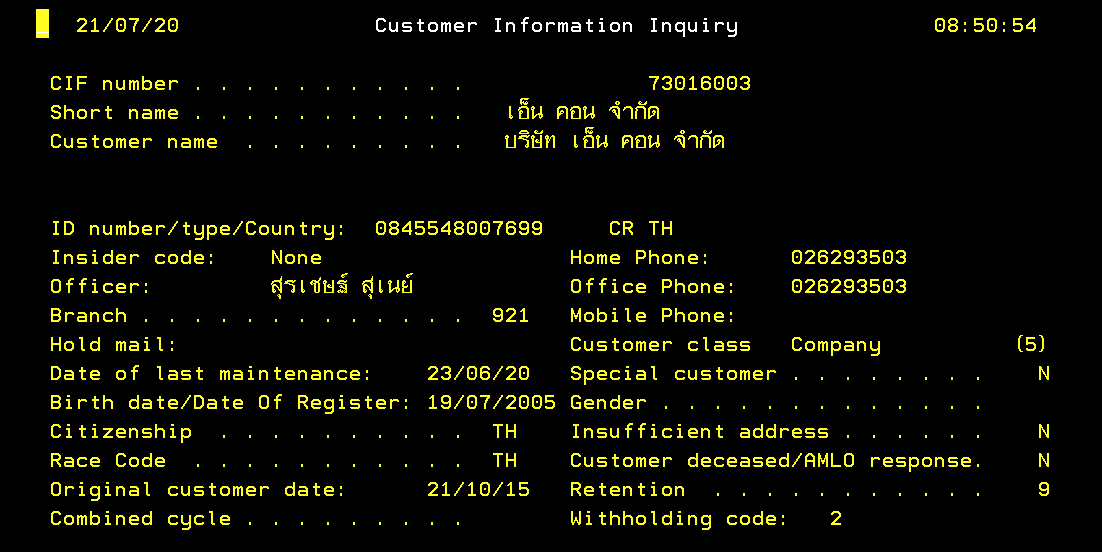 21/07/20 Customer Information Inquiry 08:50:54
CIF number . . . . . . . . . . . 73016003
Short name . . . . . . . . . . . เอ็น คอน จำกัด
Customer name . . . . . . . . . บริษัท เอ็น คอน จำกัด
ID number/type/Country: 0845548007699 CR TH
Insider code: None Home Phone: 026293503
Officer: สุรเชษฐ์ สุเนย์ Office Phone: 026293503
Branch . . . . . . . . . . . . . 921 Mobile Phone:
Hold mail: Customer class Company (5)
Date of last maintenance: 23/06/20 Special customer . . . . . . . . N
Birth date/Date Of Register: 19/07/2005 Gender . . . . . . . . . . . . .
Citizenship . . . . . . . . . . TH Insufficient address . . . . . . N
Race Code . . . . . . . . . . . TH Customer deceased/AMLO response. N
Original customer date: 21/10/15 Retention . . . . . . . . . . . 9
Combined cycle . . . . . . . . . Withholding code: 2